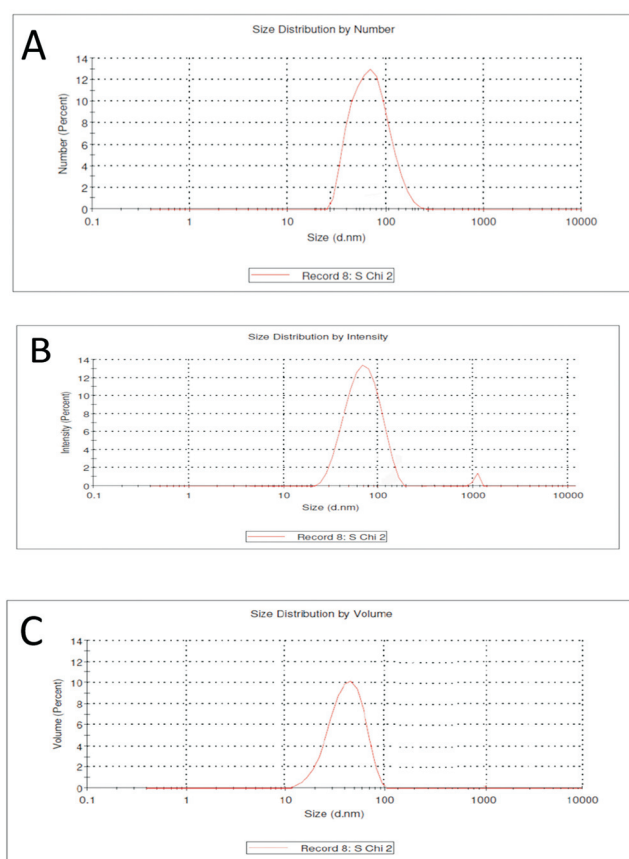 A
Size Distribution by Number
Number (Percent)
14
12
10
8
6
4
2
0
0.1 1 10 100 1000 10000
Size (d.nm)
Record 8: S Chi 2
B
Size Distribution by Intensity
Intensity (Percent)
14
12
10
8
6
4
2
0
0.1 1 10 100 1000 10000
Size (d.nm)
Record 8: S Chi 2
C
Size Distribution by Volume
Volume (Percent)
14
12
10
8
6
4
2
0
0.1 1 10 100 1000 10000
Size (d.nm)
Record 8: S Chi 2